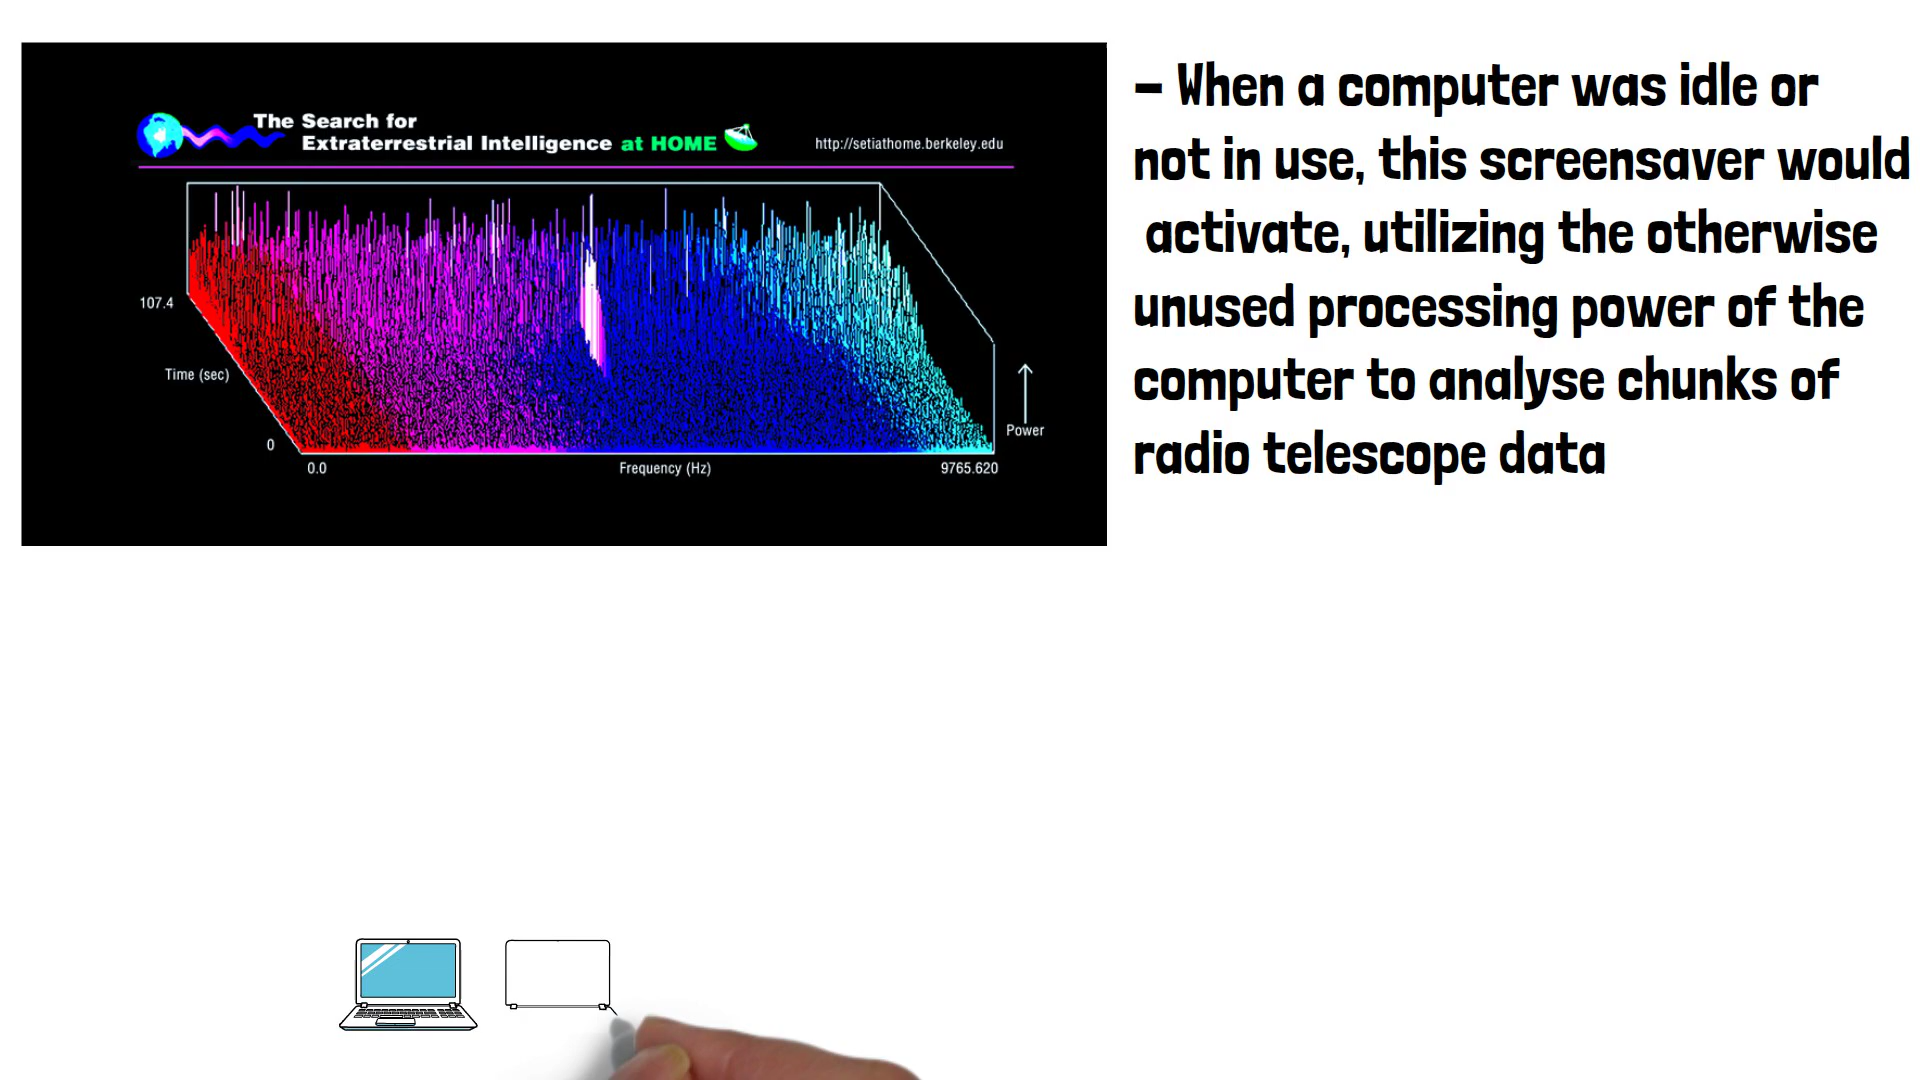 The Search for
Extraterrestrial Intelligence at HOME
http://setiathome.berkeley.edu
107.4
Time (sec)
0
0.0
Frequency (Hz)
9765.620
Power
– When a computer was idle or
not in use, this screensaver would
activate, utilizing the otherwise
unused processing power of the
computer to analyse chunks of
radio telescope data